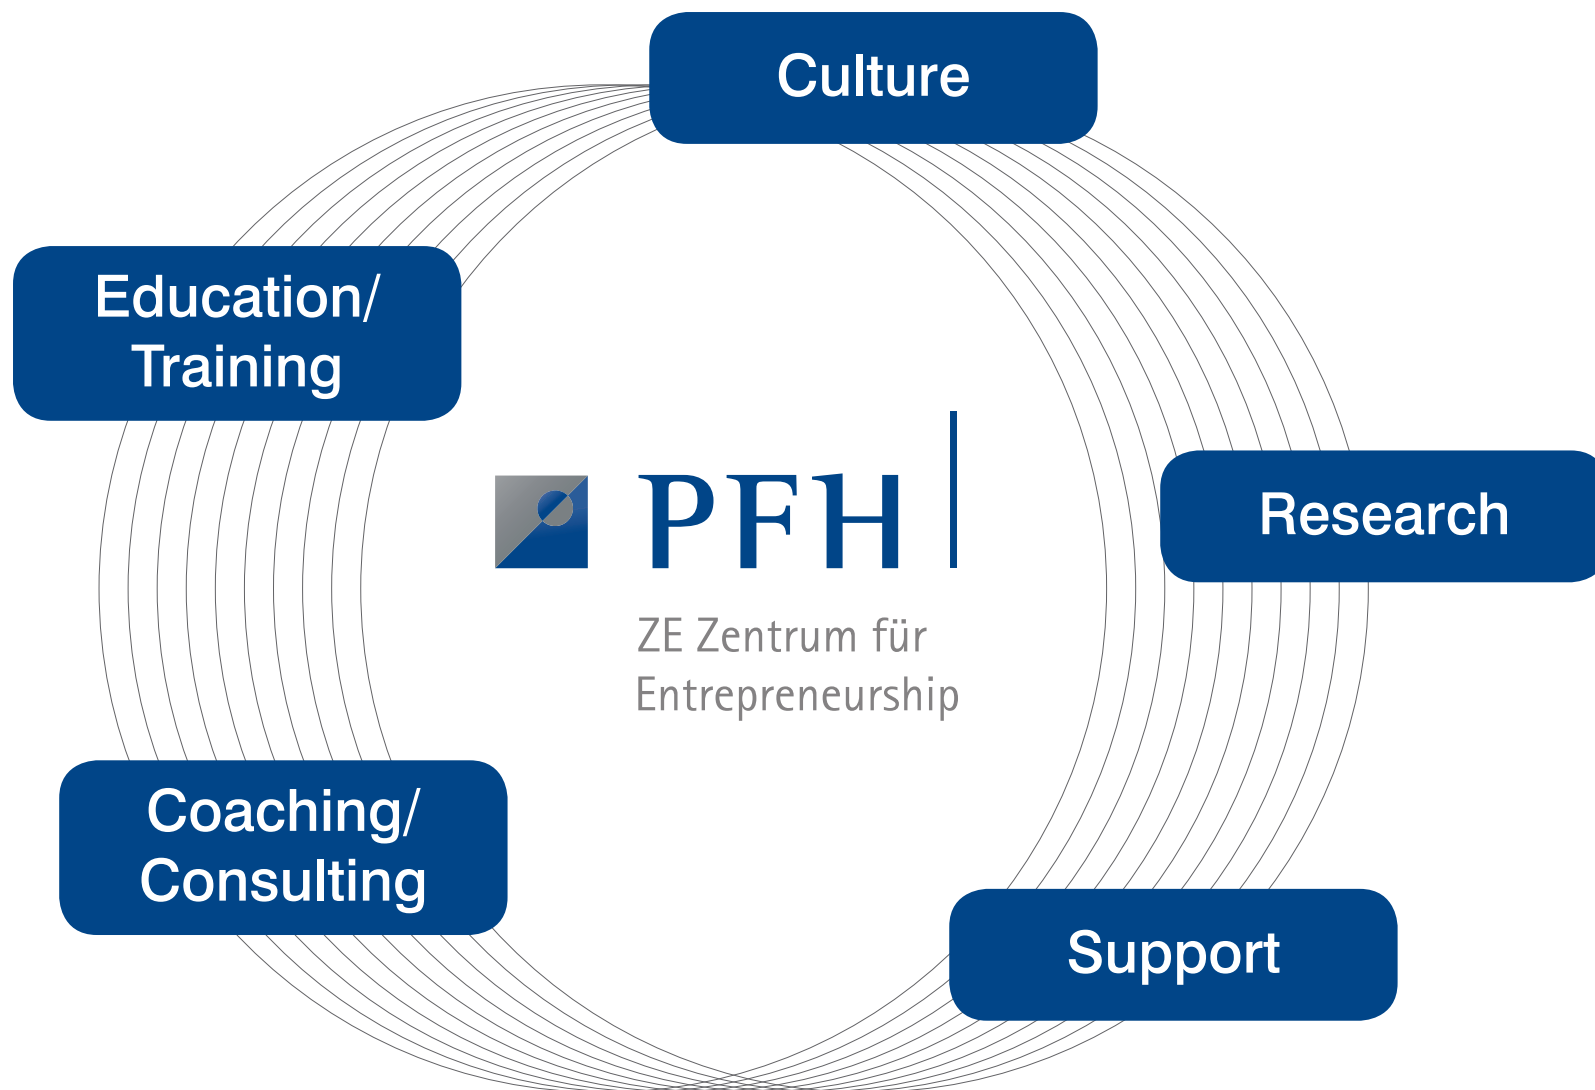 Culture
Education/
Training
PFH
Research
ZE Zentrum für
Entrepreneurship
Coaching/
Consulting
Support